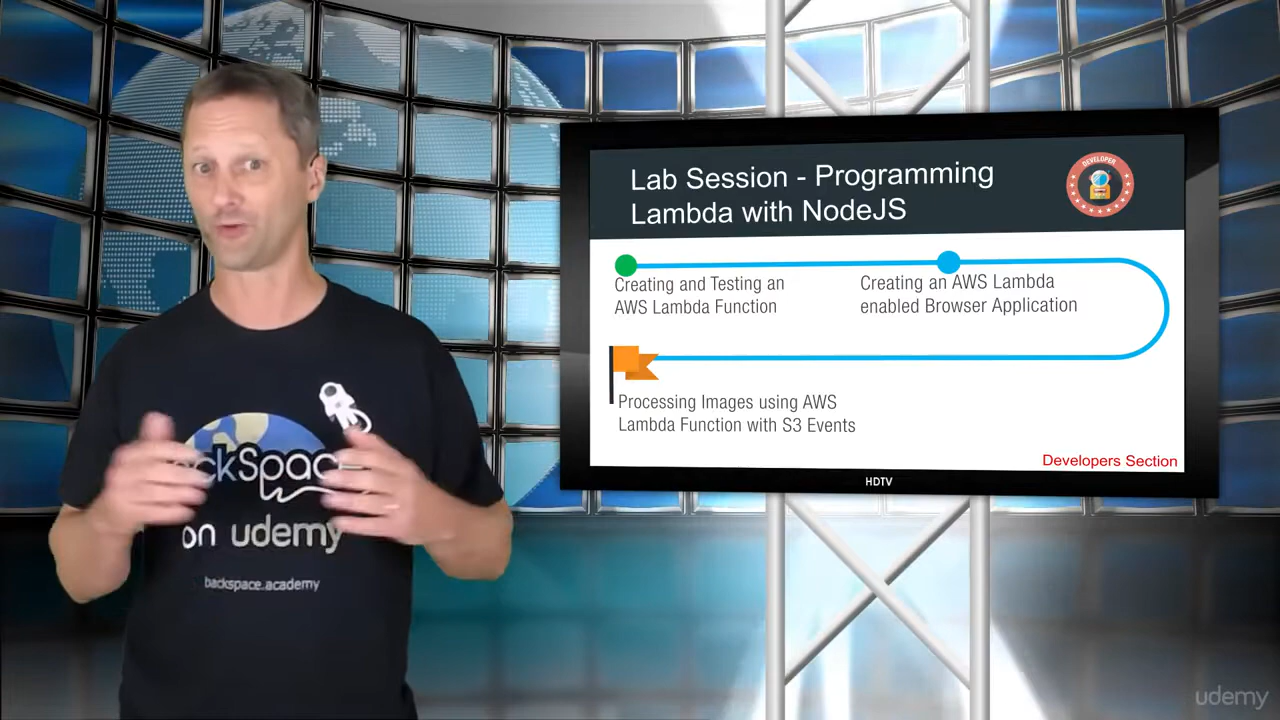 Lab Session - Programming
Lambda with NodeJS
DEVELOPER
Creating and Testing an
AWS Lambda Function
Creating an AWS Lambda
enabled Browser Application
Processing Images using AWS
Lambda Function with S3 Events
Developers Section
HDTV
ckSpac
on udemy
backspace.academy
udemy